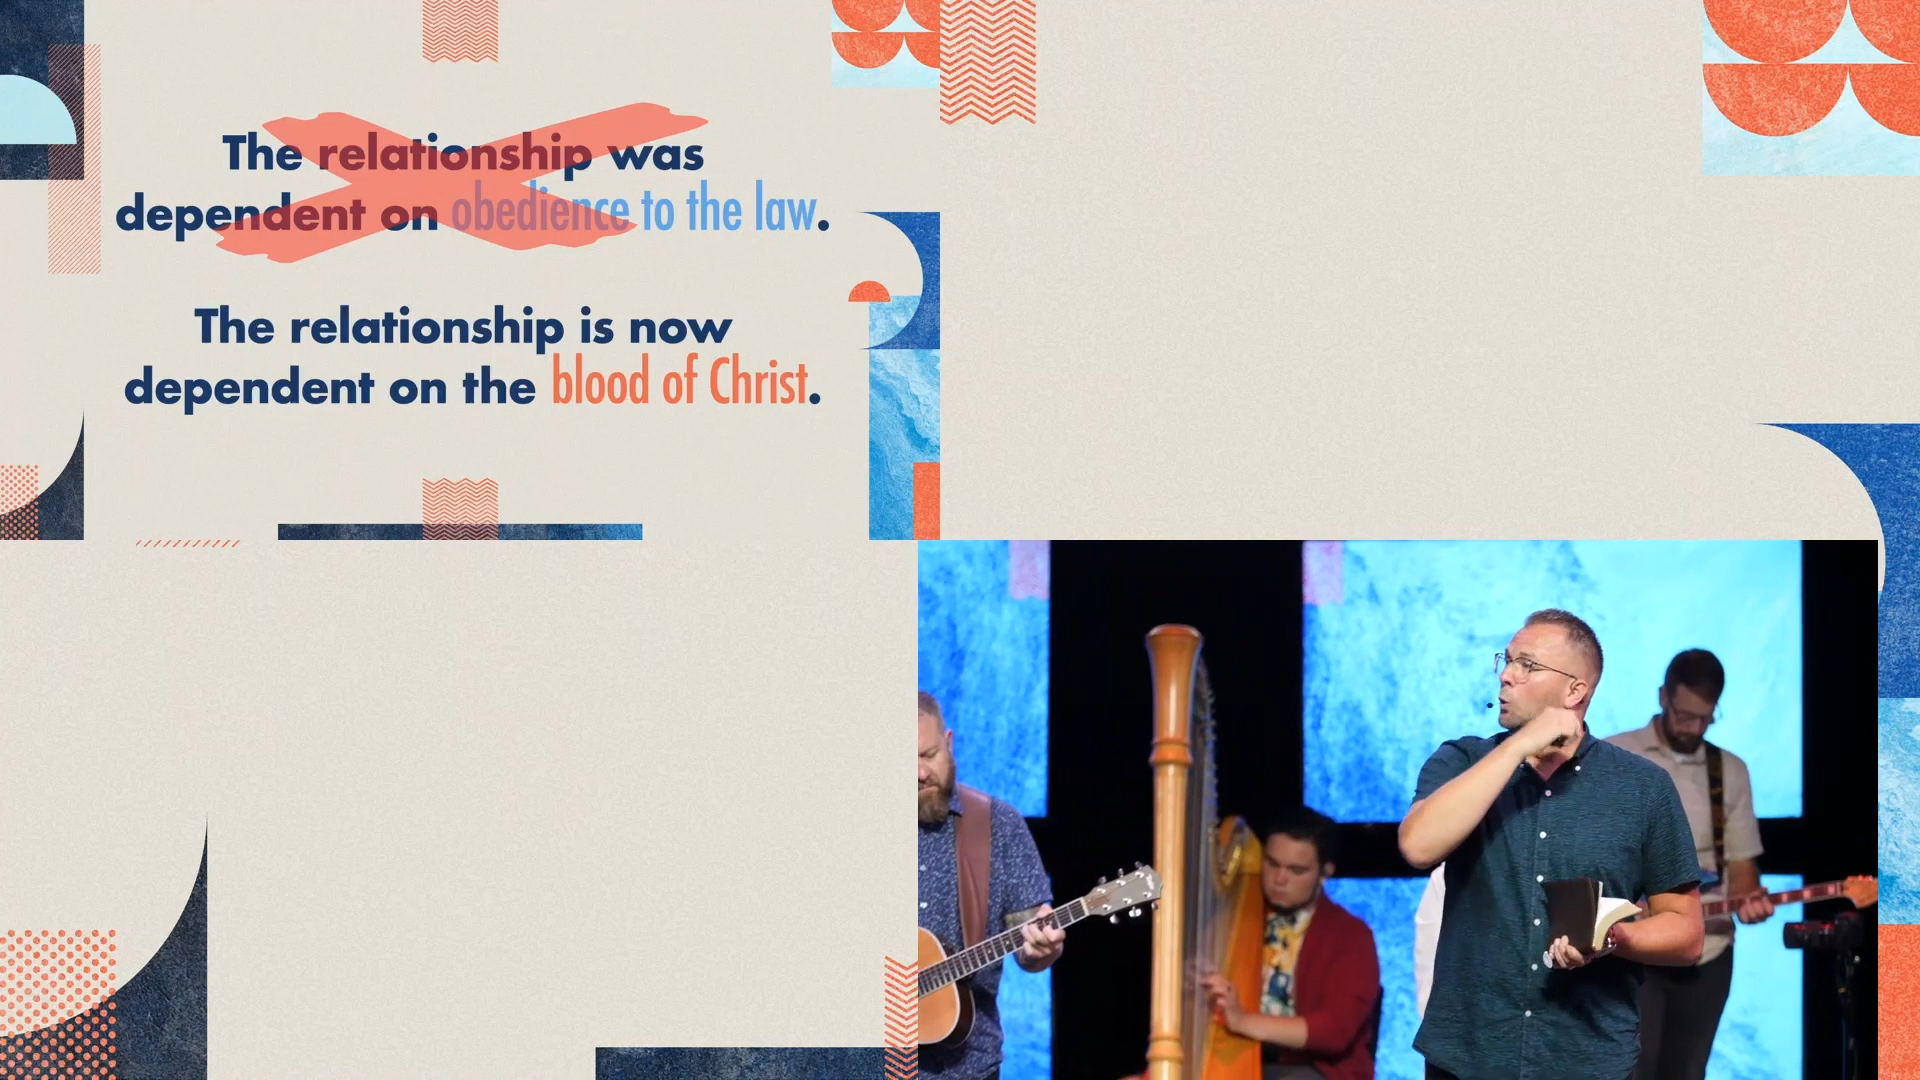 The relationship was
dependent on obedience to the law.
The relationship is now
dependent on the blood of Christ.